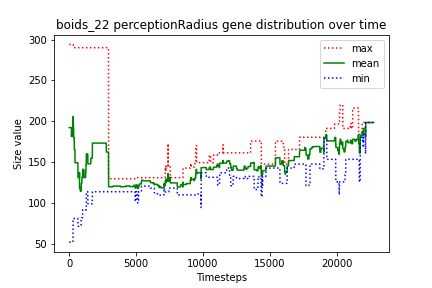 boids_22 perceptionRadius gene distribution over time
300
250
200
150
100
50
Size value
max
mean
min
0
5000
10000
15000
20000
Timesteps